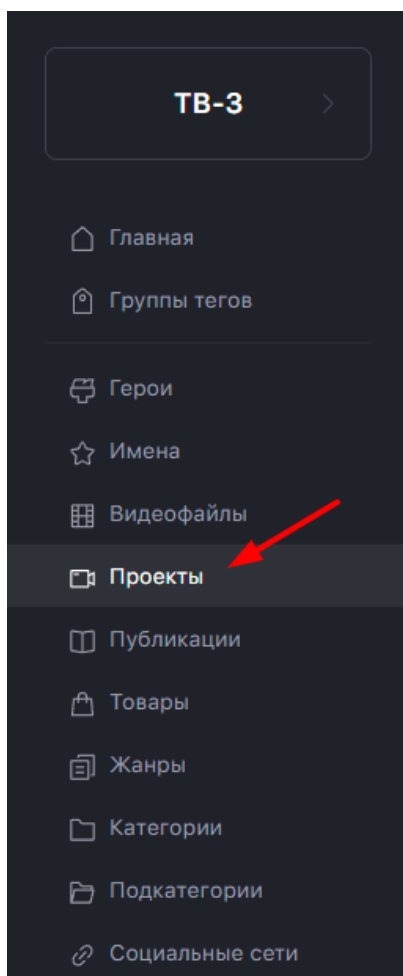 ТВ-3
Главная
Группы тегов
Герои
Имена
Видеофайлы
Проекты
Публикации
Товары
Жанры
Категории
Подкатегории
Социальные сети